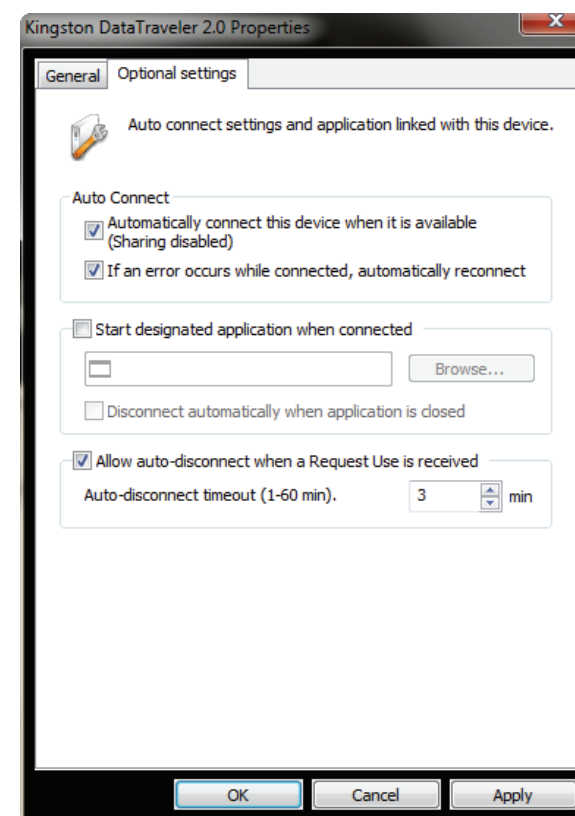 Kingston DataTraveler 2.0 Properties
General
Optional settings
Auto connect settings and application linked with this device.
Auto Connect
Automatically connect this device when it is available
(Sharing disabled)
If an error occurs while connected, automatically reconnect
Start designated application when connected
Browse...
Disconnect automatically when application is closed
Allow auto-disconnect when a Request Use is received
Auto-disconnect timeout (1-60 min). 3 min
OK Cancel Apply